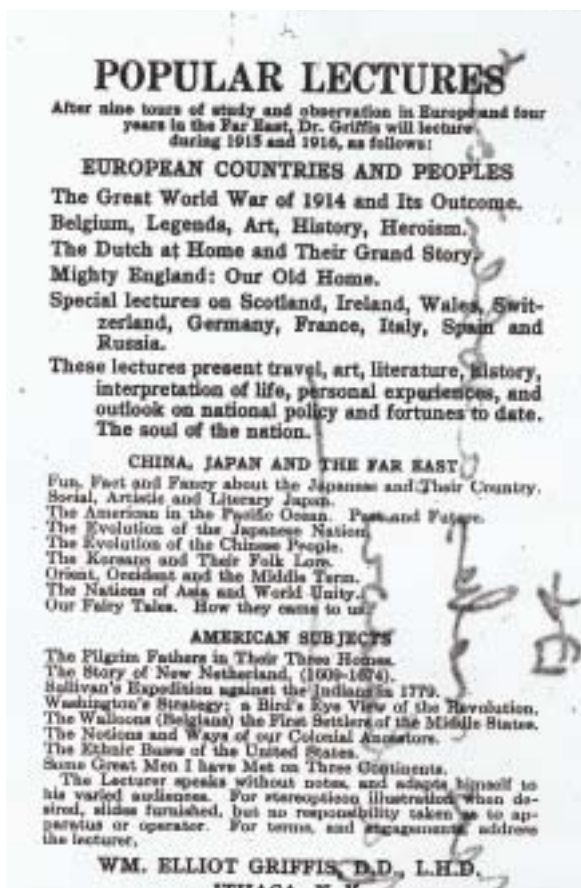 POPULAR LECTURES
After nine tours of study and observation in Europe and four
years in the Far East, Dr. Griffis will lecture
during 1915 and 1916, as follows:
EUROPEAN COUNTRIES AND PEOPLES
The Great World War of 1914 and Its Outcome.
Belgium, Legends, Art, History, Heroism.
The Dutch at Home and Their Grand Story.
Mighty England: Our Old Home.
Special lectures on Scotland, Ireland, Wales, Swit-
zerland, Germany, France, Italy, Spain and
Russia.
These lectures present travel, art, literature, history,
interpretation of life, personal experiences, and
outlook on national policy and fortunes to date.
The soul of the nation.
CHINA, JAPAN AND THE FAR EAST
Fun, Fact and Fancy about the Japanese and Their Country.
Social, Artistic and Literary Japan.
The American in the Pacific Ocean. Past and Future.
The Evolution of the Japanese Nation.
The Evolution of the Chinese People.
The Koreans and Their Folk Lore.
Orient, Occident and the Middle Term.
The Nations of Asia and World Unity.
Our Fairy Tales. How they came to us.
AMERICAN SUBJECTS
The Pilgrim Fathers in Their Three Homes.
The Story of New Netherland, (1609-1674).
Sullivan's Expedition against the Indians in 1779.
Washington's Strategy; a Bird's Eye View of the Revolution.
The Walloons (Belgians) the First Settlers of the Middle States.
The Notions and Ways of our Colonial Ancestors.
The Ethnic Bases of the United States.
Some Great Men I have Met on Three Continents.
The Lecturer speaks without notes, and adapts himself to
his varied audiences. For stereopticon illustration when de-
sired, slides furnished, but no responsibility taken as to ap-
paratus or operator. For terms, and engagements, address
the lecturer,
WM. ELLIOT GRIFFIS, D.D., L.H.D.
ITHACA, N. Y.